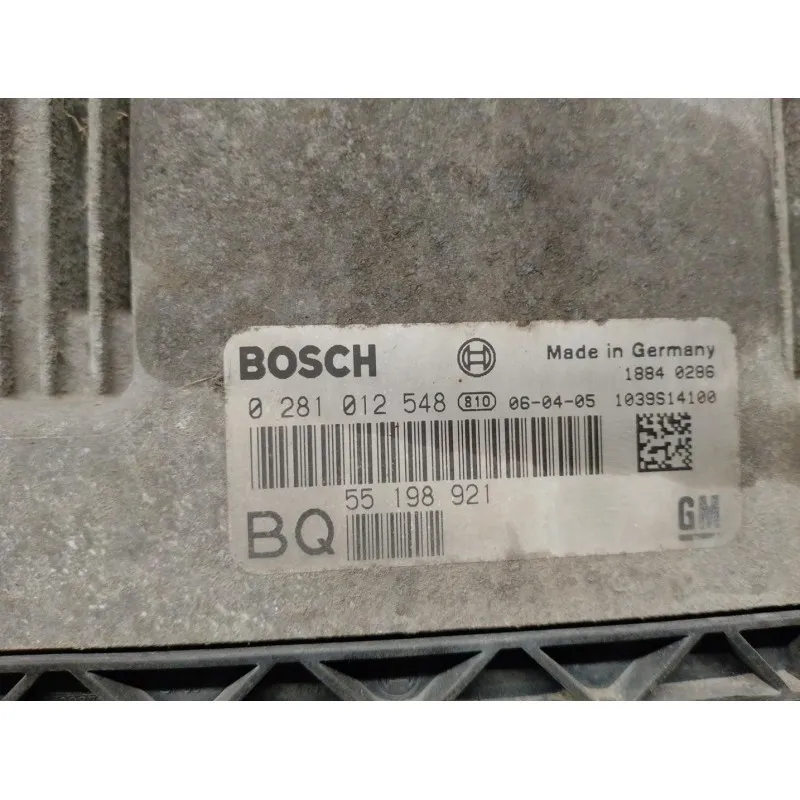 BOSCH Made in Germany
1884 0286
0 281 012 548 810 06-04-05 1039S14100
55 198 921
BQ GM